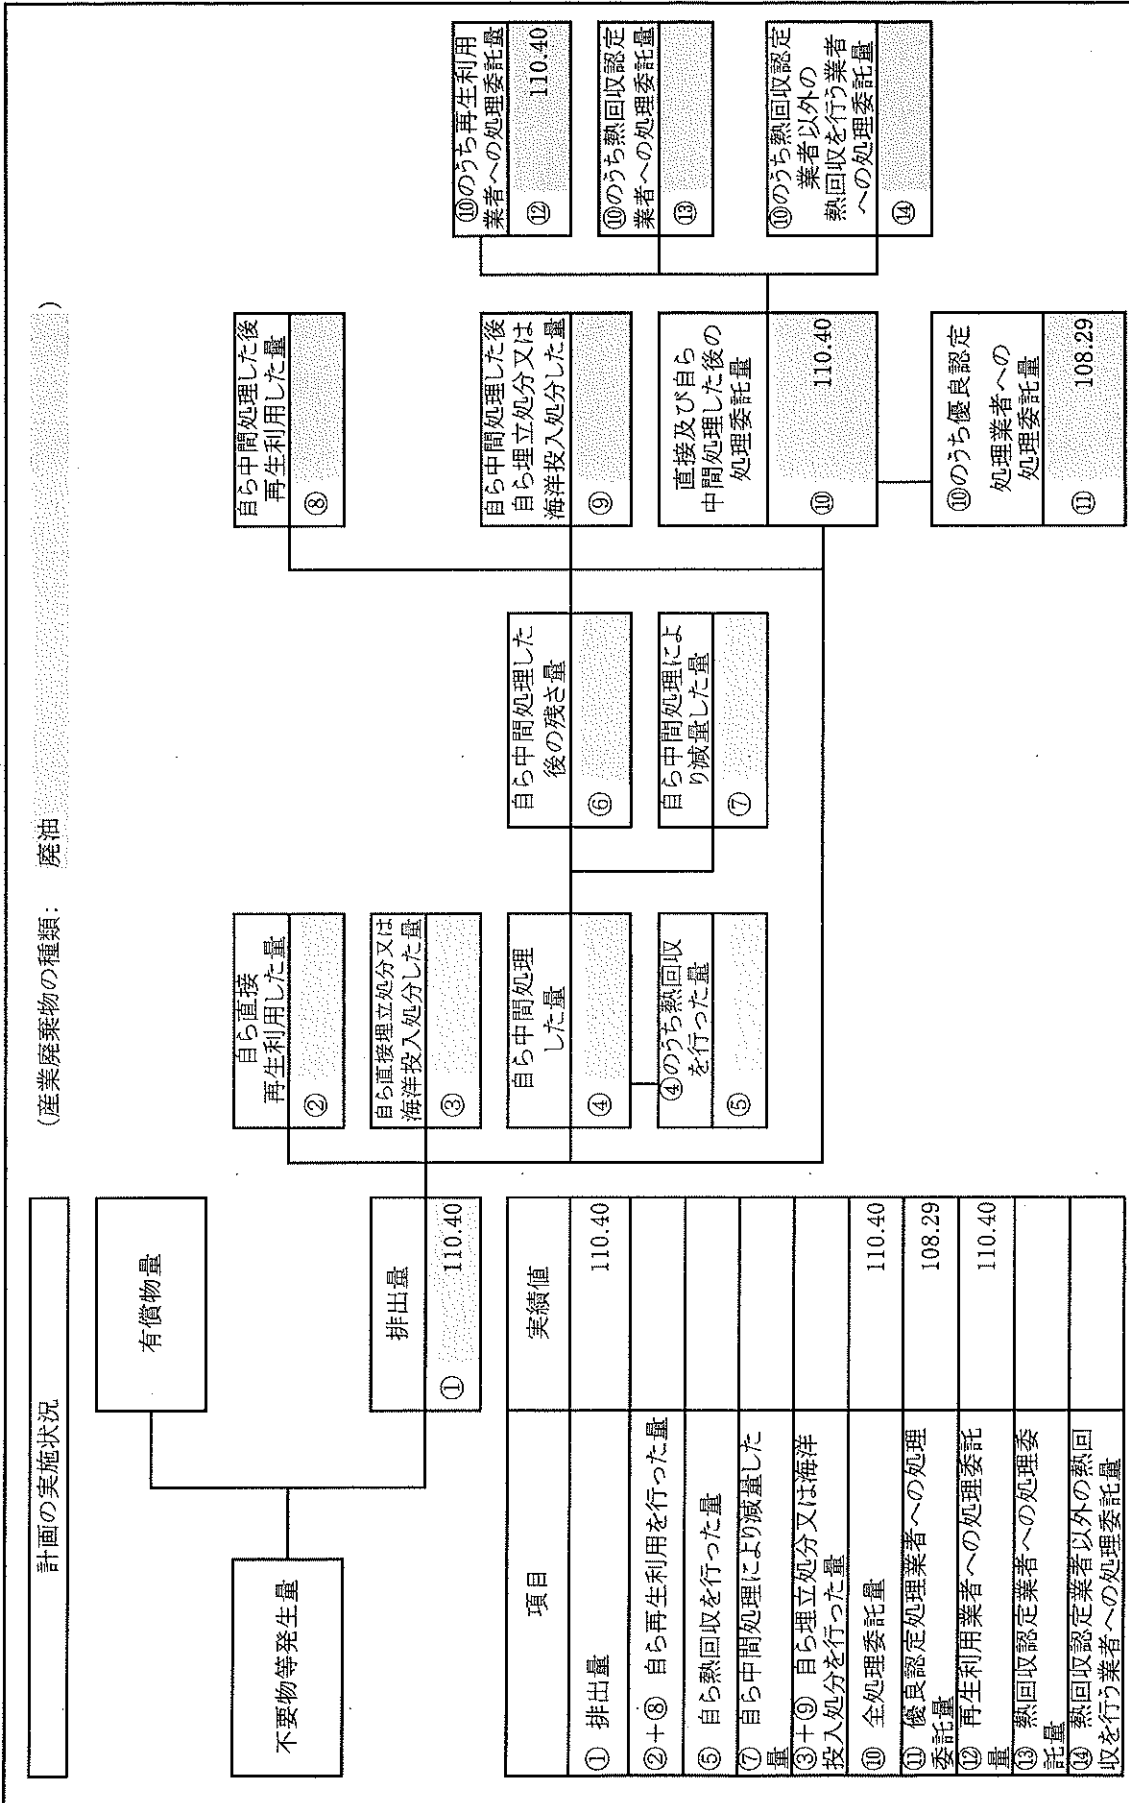 計画の実施状況
(産業廃棄物の種類: 廃油 )
不要物等発生量
有償物量
排出量
① 110.40
自ら直接
再生利用した量
②
自ら直接埋立処分又は
海洋投入処分した量
③
自ら中間処理
した量
④
④のうち熱回収
を行った量
⑤
自ら中間処理した
後の残さ量
⑥
自ら中間処理によ
り減量した量
⑦
自ら中間処理した後
再生利用した量
⑧
自ら中間処理した後
自ら埋立処分又は
海洋投入処分した量
⑨
直接及び自ら
中間処理した後の
処理委託量
⑩ 110.40
⑩のうち優良認定
処理業者への
処理委託量
⑪ 108.29
⑩のうち再生利用
業者への処理委託量
⑫ 110.40
⑩のうち熱回収認定
業者への処理委託量
⑬
⑩のうち熱回収認定
業者以外の
熱回収を行う業者
への処理委託量
⑭
項目 実績値
① 排出量 110.40
②+⑧ 自ら再生利用を行った量
⑤ 自ら熱回収を行った量
⑦ 自ら中間処理により減量した
量
③+⑨ 自ら埋立処分又は海洋
投入処分を行った量
⑩ 全処理委託量 110.40
⑪ 優良認定処理業者への処理
委託量 108.29
⑫ 再生利用業者への処理委託
量 110.40
⑬ 熱回収認定業者への処理委
託量
⑭ 熱回収認定業者以外の熱回
収を行う業者への処理委託量